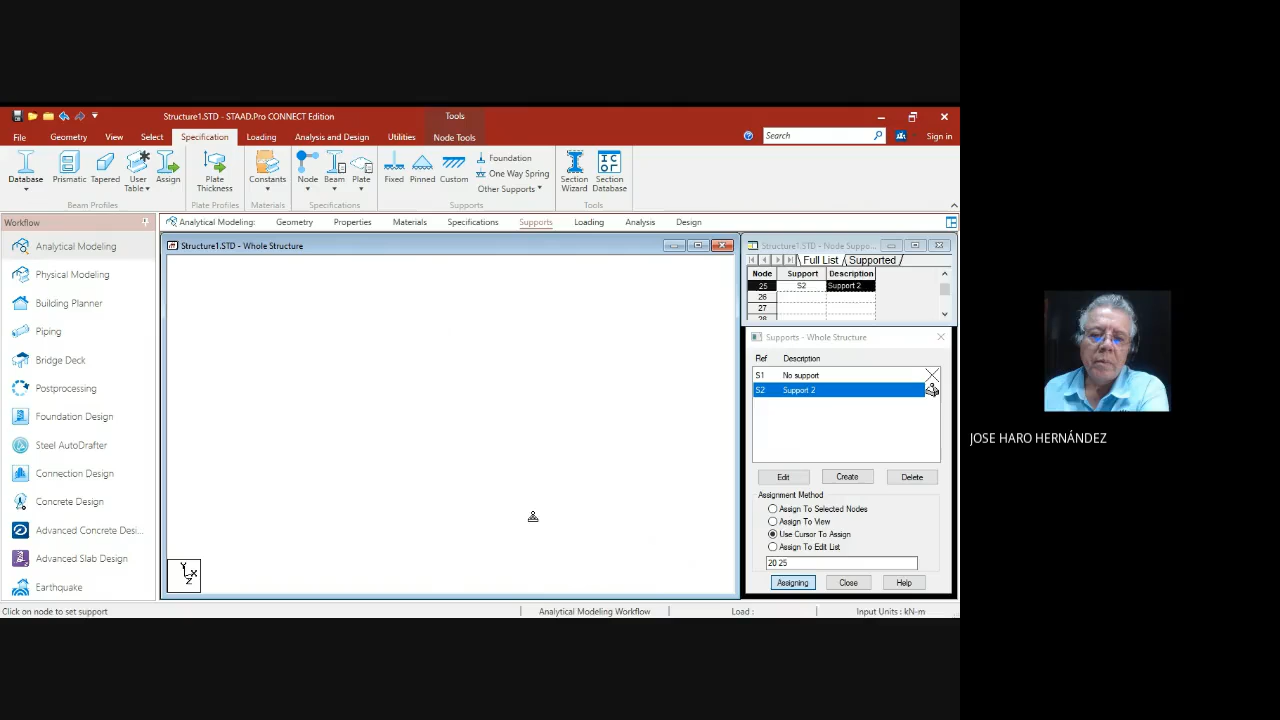 Structure1.STD - STAAD.Pro CONNECT Edition
Tools
File
Geometry
View
Select
Specification
Loading
Analysis and Design
Utilities
Node Tools
Search
Sign in
Database
Prismatic
Tapered
User Table
Assign
Plate Thickness
Constants
Node
Beam
Plate
Fixed
Pinned
Custom
Foundation
One Way Spring
Other Supports
Section Wizard
Section Database
Beam Profiles
Plate Profiles
Materials
Specifications
Supports
Tools
Workflow
Analytical Modeling:
Geometry
Properties
Materials
Specifications
Supports
Loading
Analysis
Design
Analytical Modeling
Physical Modeling
Building Planner
Piping
Bridge Deck
Postprocessing
Foundation Design
Steel AutoDrafter
Connection Design
Concrete Design
Advanced Concrete Desi...
Advanced Slab Design
Earthquake
Structure1.STD - Whole Structure
Y
X
Z
Structure1.STD - Node Suppo...
Full List
Supported
Node Support Description
25 S2 Support 2
26
27
28
Supports - Whole Structure
Ref Description
S1 No support
S2 Support 2
Edit
Create
Delete
Assignment Method
Assign To Selected Nodes
Assign To View
Use Cursor To Assign
Assign To Edit List
20 25
Assigning
Close
Help
Click on node to set support
Analytical Modeling Workflow
Load :
Input Units : kN-m
JOSE HARO HERNÁNDEZ